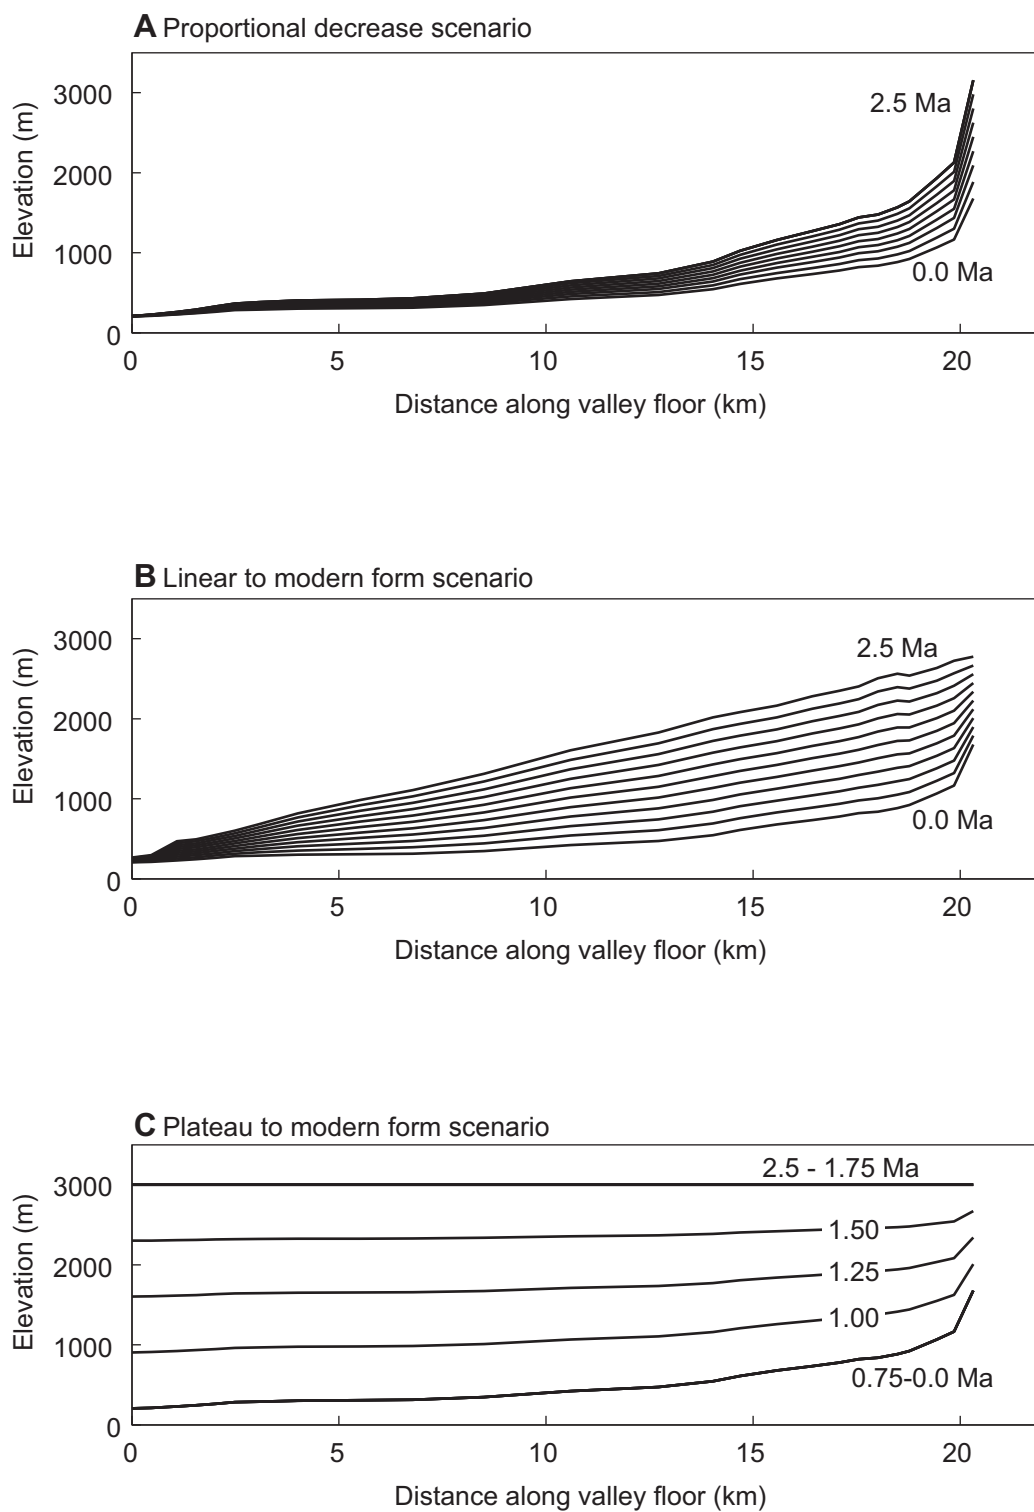 A Proportional decrease scenario
Elevation (m)
3000
2000
1000
0
2.5 Ma
0.0 Ma
0 5 10 15 20
Distance along valley floor (km)
B Linear to modern form scenario
Elevation (m)
3000
2000
1000
0
2.5 Ma
0.0 Ma
0 5 10 15 20
Distance along valley floor (km)
C Plateau to modern form scenario
Elevation (m)
3000
2000
1000
0
2.5 - 1.75 Ma
1.50
1.25
1.00
0.75-0.0 Ma
0 5 10 15 20
Distance along valley floor (km)